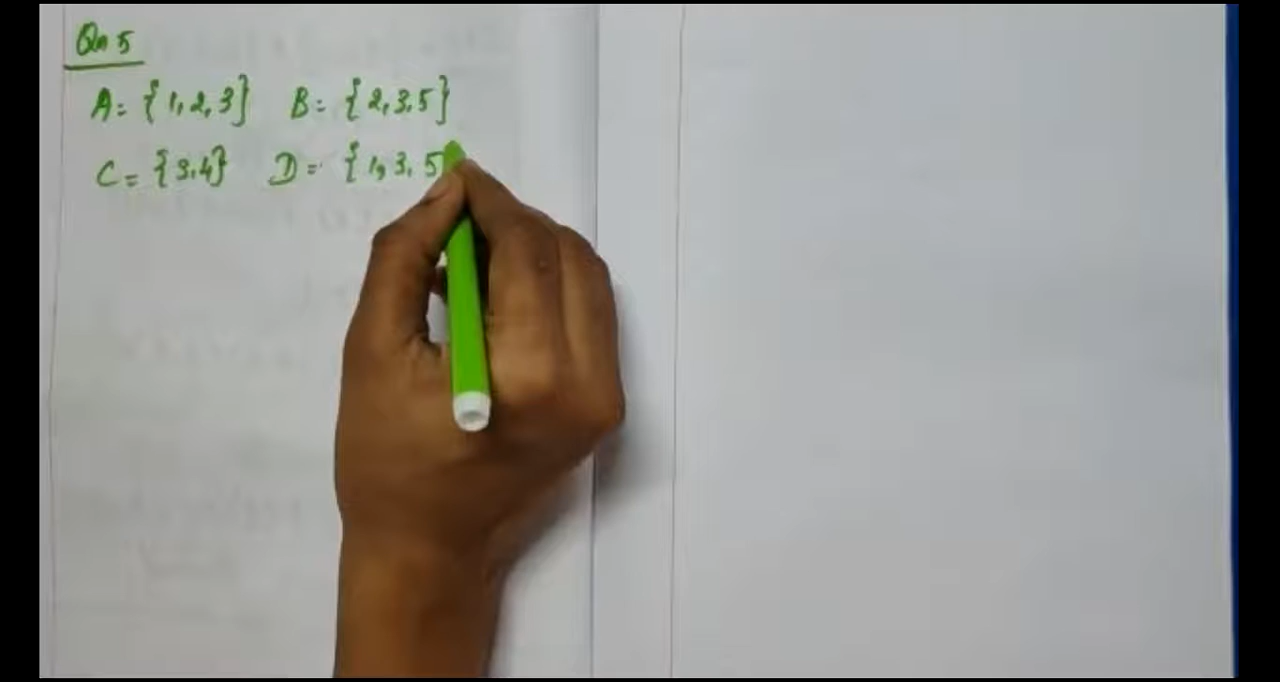 Qn 5
A = {1, 2, 3} B = {2, 3, 5}
C = {3, 4} D = {1, 3, 5